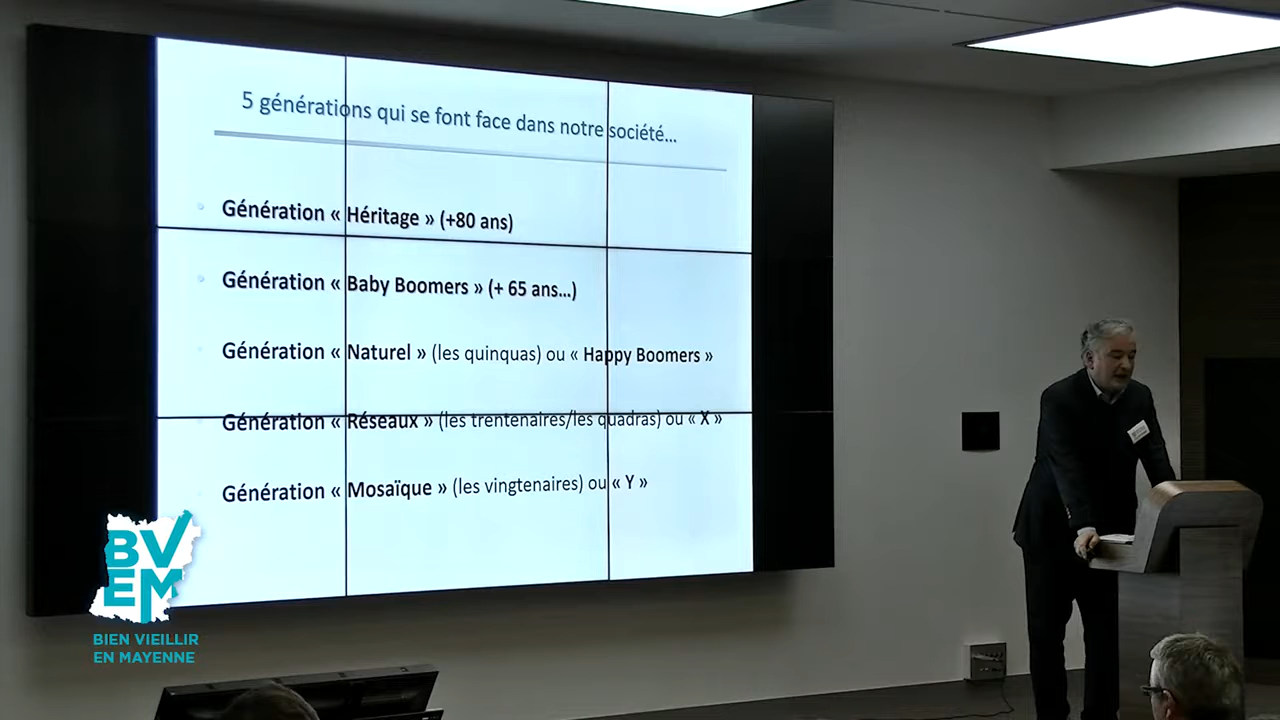 5 générations qui se font face dans notre société...
Génération « Héritage » (+80 ans)
Génération « Baby Boomers » (+ 65 ans...)
Génération « Naturel » (les quinquas) ou « Happy Boomers »
Génération « Réseaux » (les trentenaires/les quadras) ou « X »
Génération « Mosaïque » (les vingtenaires) ou « Y »
BV
EM
BIEN VIEILLIR
EN MAYENNE